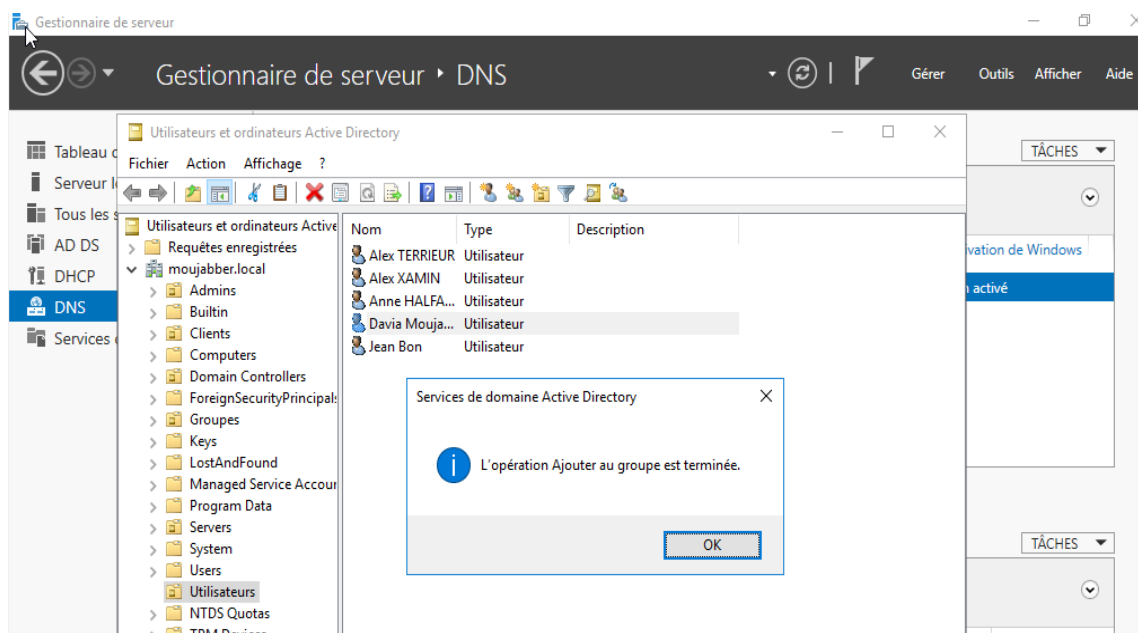 Gestionnaire de serveur
Gestionnaire de serveur ‣ DNS
Gérer Outils Afficher Aide
Utilisateurs et ordinateurs Active Directory
Fichier Action Affichage ?
Tableau d
Serveur l
Tous les s
AD DS
DHCP
DNS
Services
Utilisateurs et ordinateurs Active
Requêtes enregistrées
moujabber.local
Admins
Builtin
Clients
Computers
Domain Controllers
ForeignSecurityPrincipals
Groupes
Keys
LostAndFound
Managed Service Accour
Program Data
Servers
System
Users
Utilisateurs
NTDS Quotas
TPM Devices
Nom Type Description
Alex TERRIEUR Utilisateur
Alex XAMIN Utilisateur
Anne HALFA... Utilisateur
Davia Mouja... Utilisateur
Jean Bon Utilisateur
Services de domaine Active Directory
L'opération Ajouter au groupe est terminée.
OK
TÂCHES
ivation de Windows
activé
TÂCHES